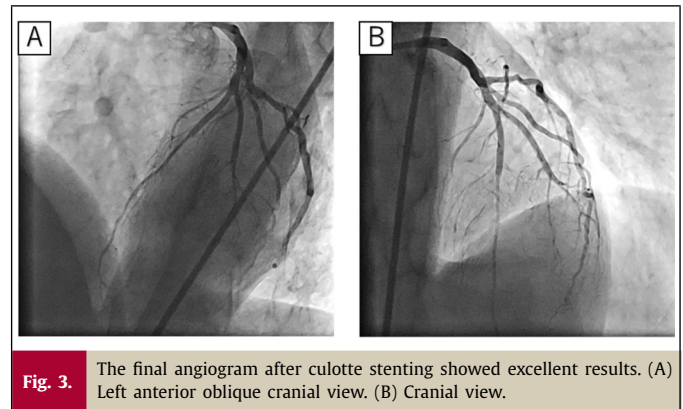 A
B
Fig. 3.
The final angiogram after culotte stenting showed excellent results. (A)
Left anterior oblique cranial view. (B) Cranial view.